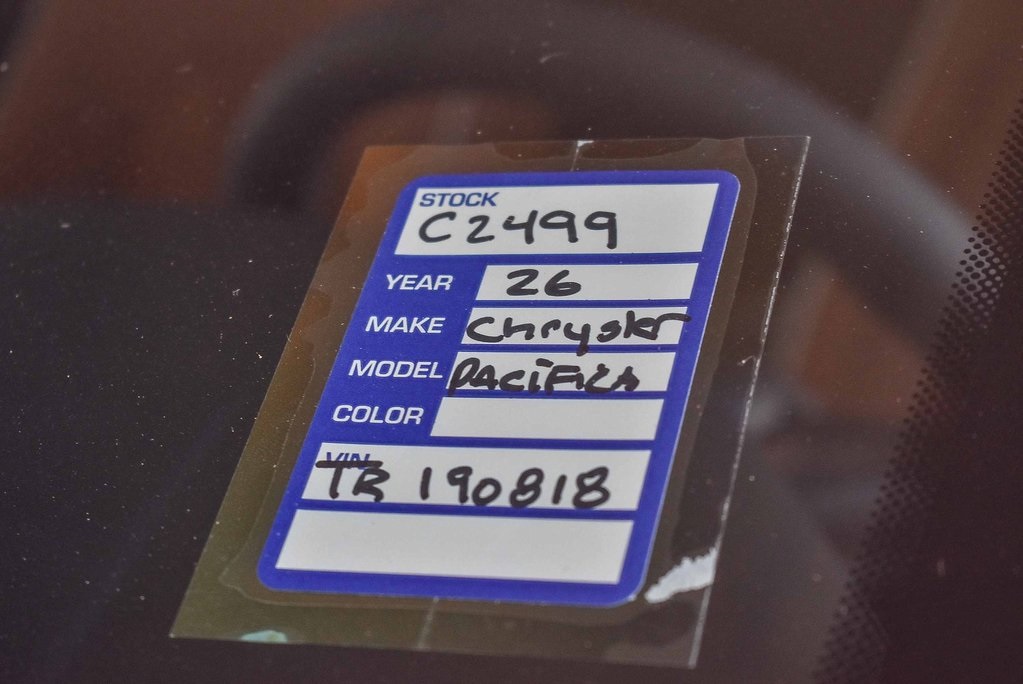 STOCK
C2499
YEAR 26
MAKE Chrysler
MODEL PACiFiCA
COLOR
VIN
TR 190818